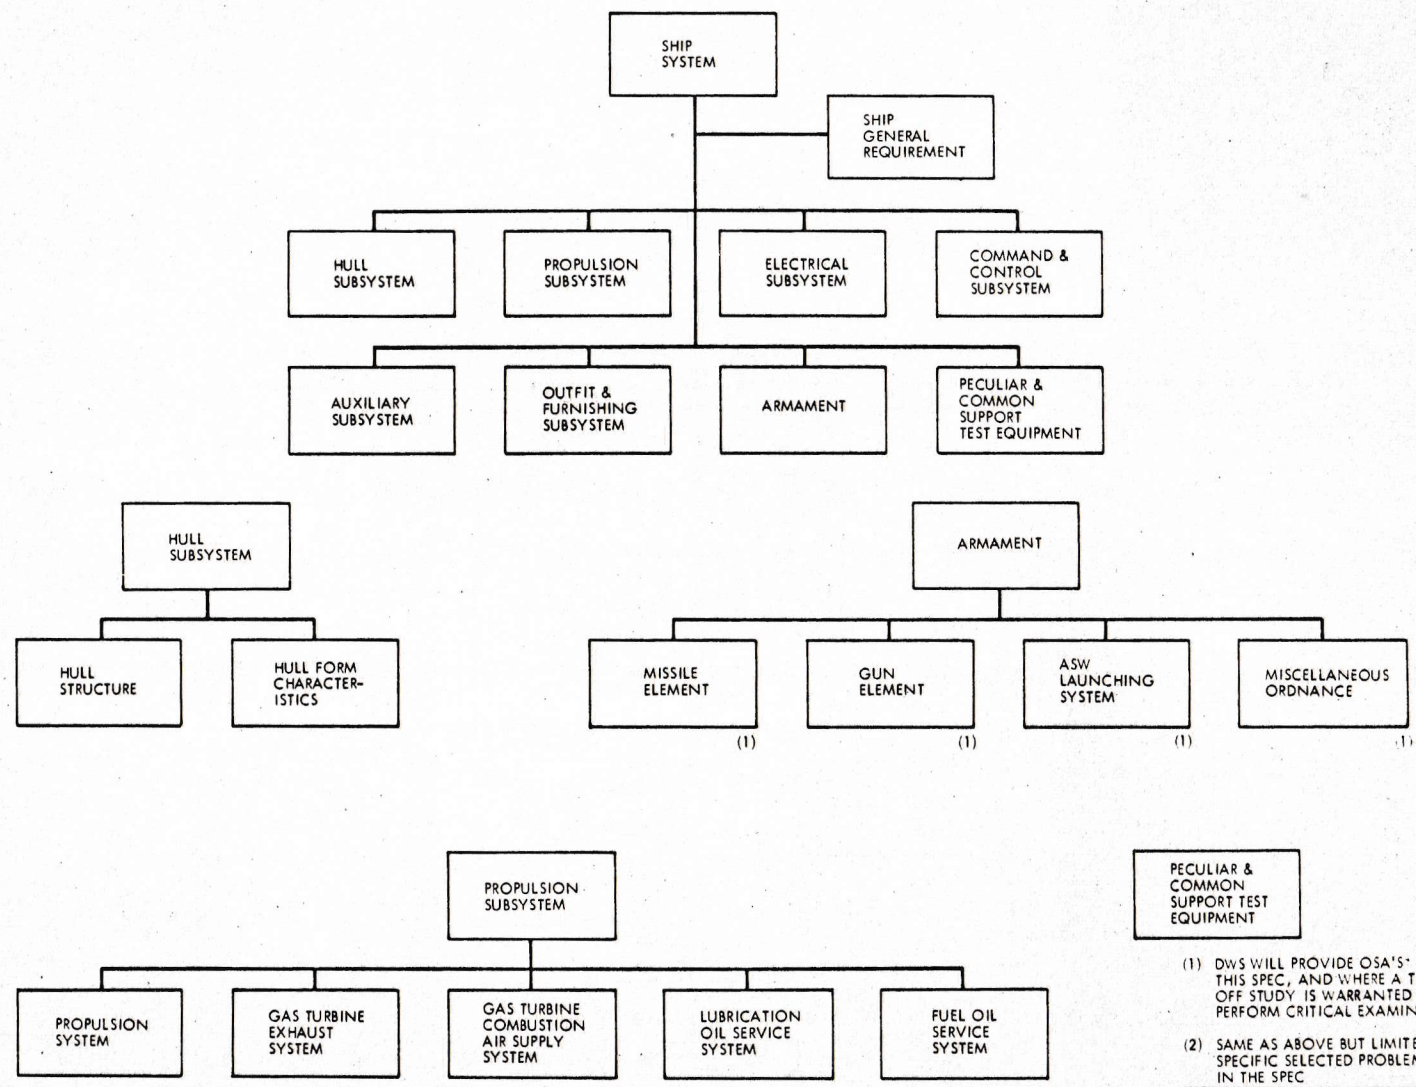 SHIP
SYSTEM
SHIP
GENERAL
REQUIREMENT
HULL
SUBSYSTEM
PROPULSION
SUBSYSTEM
ELECTRICAL
SUBSYSTEM
COMMAND &
CONTROL
SUBSYSTEM
AUXILIARY
SUBSYSTEM
OUTFIT &
FURNISHING
SUBSYSTEM
ARMAMENT
PECULIAR &
COMMON
SUPPORT
TEST EQUIPMENT
HULL
SUBSYSTEM
ARMAMENT
HULL
STRUCTURE
HULL FORM
CHARACTER-
ISTICS
MISSILE
ELEMENT
(1)
GUN
ELEMENT
(1)
ASW
LAUNCHING
SYSTEM
(1)
MISCELLANEOUS
ORDNANCE
(1)
PROPULSION
SUBSYSTEM
PECULIAR &
COMMON
SUPPORT TEST
EQUIPMENT
PROPULSION
SYSTEM
GAS TURBINE
EXHAUST
SYSTEM
GAS TURBINE
COMBUSTION
AIR SUPPLY
SYSTEM
LUBRICATION
OIL SERVICE
SYSTEM
FUEL OIL
SERVICE
SYSTEM
(1) DWS WILL PROVIDE OSA'S
THIS SPEC, AND WHERE A T
OFF STUDY IS WARRANTED
PERFORM CRITICAL EXAMIN
(2) SAME AS ABOVE BUT LIMITE
SPECIFIC SELECTED PROBLEM
IN THE SPEC